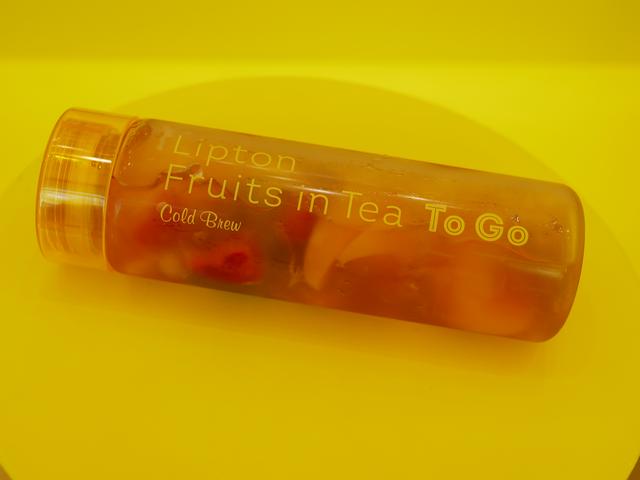 Lipton
Fruits in Tea To Go
Cold Brew